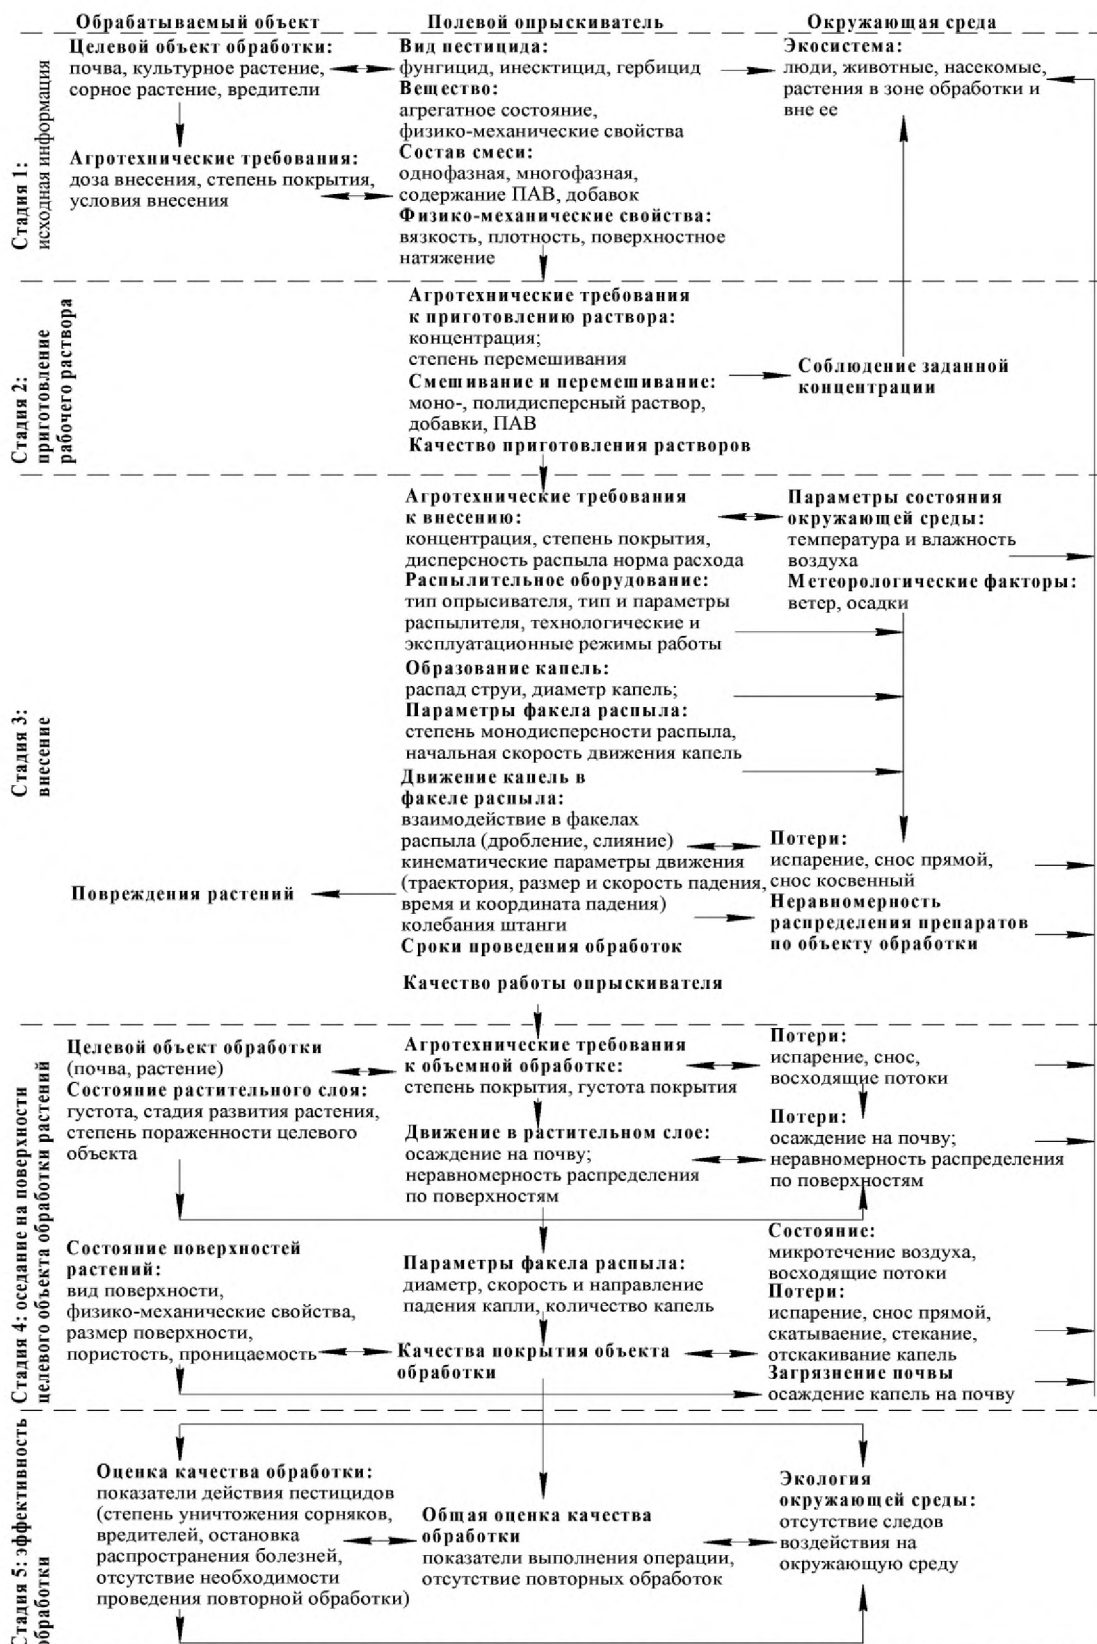 Обрабатываемый объект
Полевой опрыскиватель
Окружающая среда
Стадия 1:
исходная информация
Целевой объект обработки:
почва, культурное растение,
сорное растение, вредители
Агротехнические требования:
доза внесения, степень покрытия,
условия внесения
Вид пестицида:
фунгицид, инесктицид, гербицид
Вещество:
агрегатное состояние,
физико-механические свойства
Состав смеси:
однофазная, многофазная,
содержание ПАВ, добавок
Физико-механические свойства:
вязкость, плотность, поверхностное
натяжение
Экосистема:
люди, животные, насекомые,
растения в зоне обработки и
вне ее
Стадия 2:
приготовление
рабочего раствора
Агротехнические требования
к приготовлению раствора:
концентрация;
степень перемешивания
Смешивание и перемешивание:
моно-, полидисперсный раствор,
добавки, ПАВ
Качество приготовления растворов
Соблюдение заданной
концентрации
Стадия 3:
внесение
Повреждения растений
Агротехнические требования
к внесению:
концентрация, степень покрытия,
дисперсность распыла норма расхода
Распылительное оборудование:
тип опрысивателя, тип и параметры
распылителя, технологические и
эксплуатационные режимы работы
Образование капель:
распад струи, диаметр капель;
Параметры факела распыла:
степень монодисперсности распыла,
начальная скорость движения капель
Движение капель в
факеле распыла:
взаимодействие в факелах
распыла (дробление, слияние)
кинематические параметры движения
(траектория, размер и скорость падения,
время и координата падения)
колебания штанги
Сроки проведения обработок
Качество работы опрыскивателя
Параметры состояния
окружающей среды:
температура и влажность
воздуха
Метеорологические факторы:
ветер, осадки
Потери:
испарение, снос прямой,
снос косвенный
Неравномерность
распределения препаратов
по объекту обработки
Стадия 4: оседание на поверхности
целевого объекта обработки растений
Целевой объект обработки
(почва, растение)
Состояние растительного слоя:
густота, стадия развития растения,
степень пораженности целевого
объекта
Состояние поверхностей
растений:
вид поверхности,
физико-механические свойства,
размер поверхности,
пористость, проницаемость
Агротехнические требования
к объемной обработке:
степень покрытия, густота покрытия
Движение в растительном слое:
осаждение на почву;
неравномерность распределения
по поверхностям
Параметры факела распыла:
диаметр, скорость и направление
падения капли, количество капель
Качества покрытия объекта
обработки
Потери:
испарение, снос,
восходящие потоки
Потери:
осаждение на почву;
неравномерность распределения
по поверхностям
Состояние:
микротечение воздуха,
восходящие потоки
Потери:
испарение, снос прямой,
скатываение, стекание,
отскакивание капель
Загрязнение почвы
осаждение капель на почву
Стадия 5: эффективность
обработки
Оценка качества обработки:
показатели действия пестицидов
(степень уничтожения сорняков,
вредителей, остановка
распространения болезней,
отсутствие необходимости
проведения повторной обработки)
Общая оценка качества
обработки
показатели выполнения операции,
отсутствие повторных обработок
Экология
окружающей среды:
отсутствие следов
воздействия на
окружающую среду